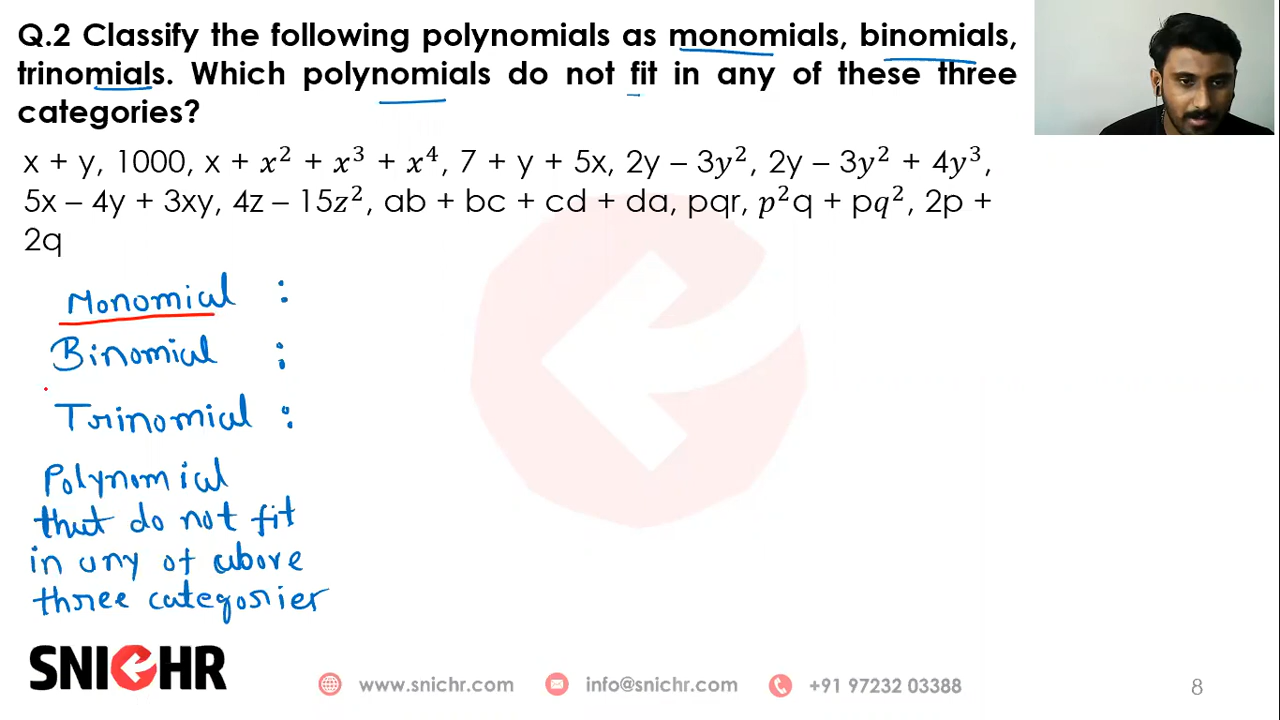 Q.2 Classify the following polynomials as monomials, binomials,
trinomials. Which polynomials do not fit in any of these three
categories?
x + y, 1000, x + x² + x³ + x⁴, 7 + y + 5x, 2y – 3y², 2y – 3y² + 4y³,
5x – 4y + 3xy, 4z – 15z², ab + bc + cd + da, pqr, p²q + pq², 2p +
2q
Monomial :
Binomial :
Trinomial :
Polynomial
that do not fit
in any of above
three categories
SNICHR
www.snichr.com info@snichr.com +91 97232 03388 8